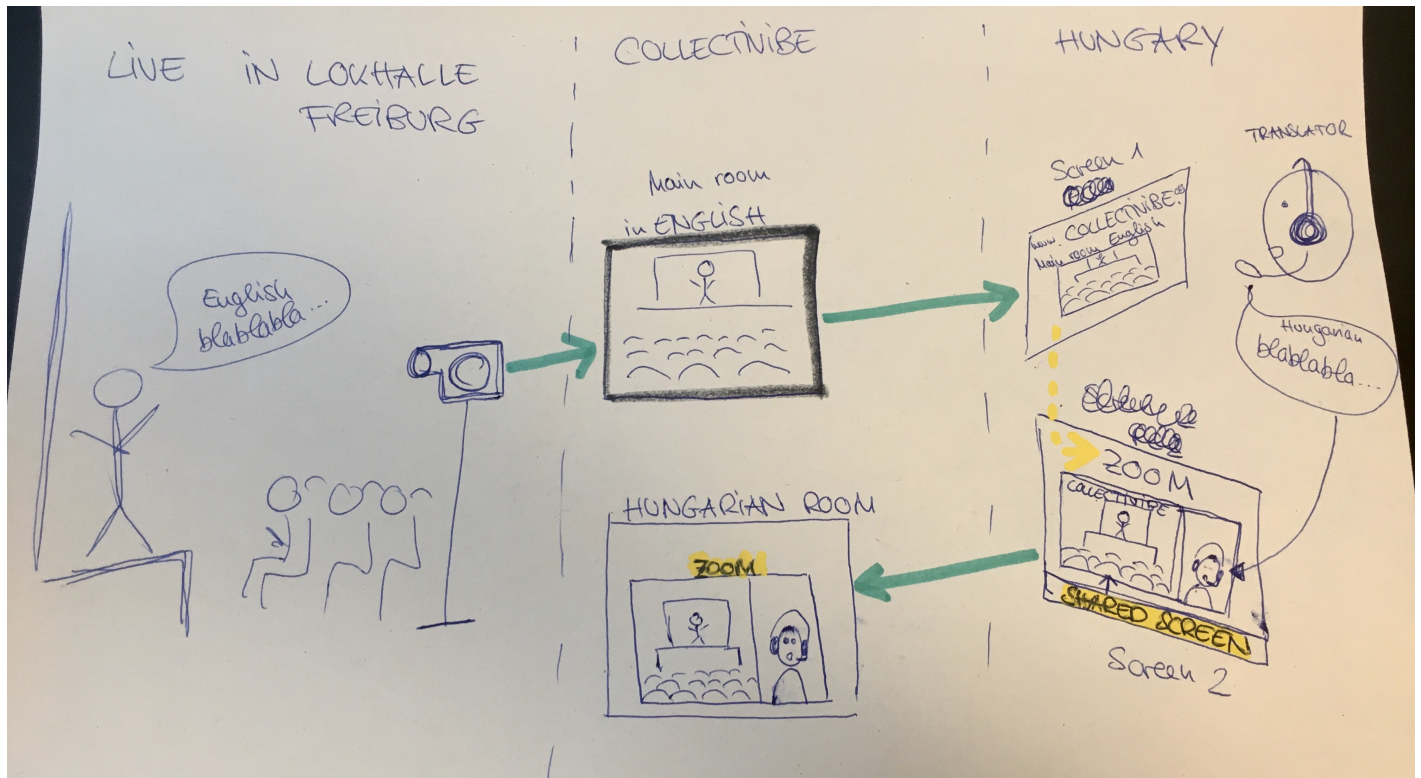 LIVE IN LOKHALLE
FREIBURG
English
blablabla...
COLLECTIVIBE
Main room
in ENGLISH
HUNGARIAN ROOM
ZOOM
HUNGARY
Screen 1
www. COLLECTIVIBE.
Main room English
TRANSLATOR
Hungarian
blablabla...
ZOOM
COLLECTIVIBE
SHARED SCREEN
Screen 2